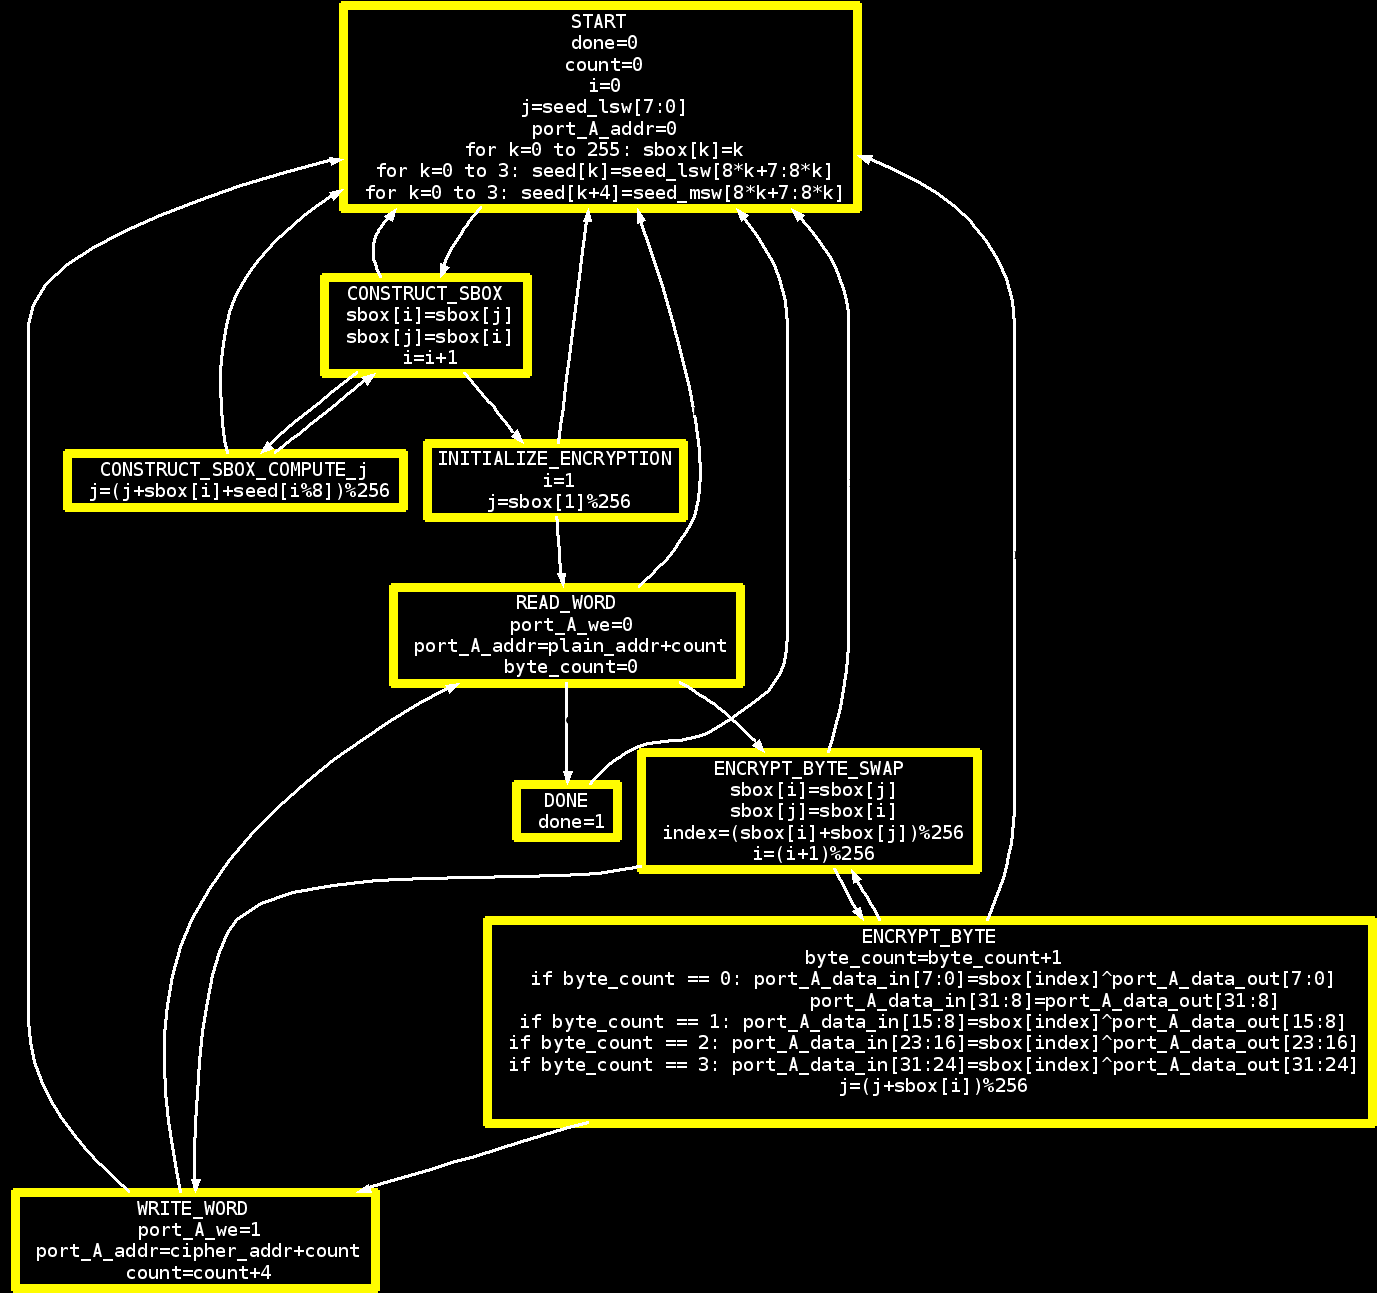 START
done=0
count=0
i=0
j=seed_lsw[7:0]
port_A_addr=0
for k=0 to 255: sbox[k]=k
for k=0 to 3: seed[k]=seed_lsw[8*k+7:8*k]
for k=0 to 3: seed[k+4]=seed_msw[8*k+7:8*k]
CONSTRUCT_SBOX
sbox[i]=sbox[j]
sbox[j]=sbox[i]
i=i+1
CONSTRUCT_SBOX_COMPUTE_j
j=(j+sbox[i]+seed[i%8])%256
INITIALIZE_ENCRYPTION
i=1
j=sbox[1]%256
READ_WORD
port_A_we=0
port_A_addr=plain_addr+count
byte_count=0
DONE
done=1
ENCRYPT_BYTE_SWAP
sbox[i]=sbox[j]
sbox[j]=sbox[i]
index=(sbox[i]+sbox[j])%256
i=(i+1)%256
ENCRYPT_BYTE
byte_count=byte_count+1
if byte_count == 0: port_A_data_in[7:0]=sbox[index]^port_A_data_out[7:0]
port_A_data_in[31:8]=port_A_data_out[31:8]
if byte_count == 1: port_A_data_in[15:8]=sbox[index]^port_A_data_out[15:8]
if byte_count == 2: port_A_data_in[23:16]=sbox[index]^port_A_data_out[23:16]
if byte_count == 3: port_A_data_in[31:24]=sbox[index]^port_A_data_out[31:24]
j=(j+sbox[i])%256
WRITE_WORD
port_A_we=1
port_A_addr=cipher_addr+count
count=count+4